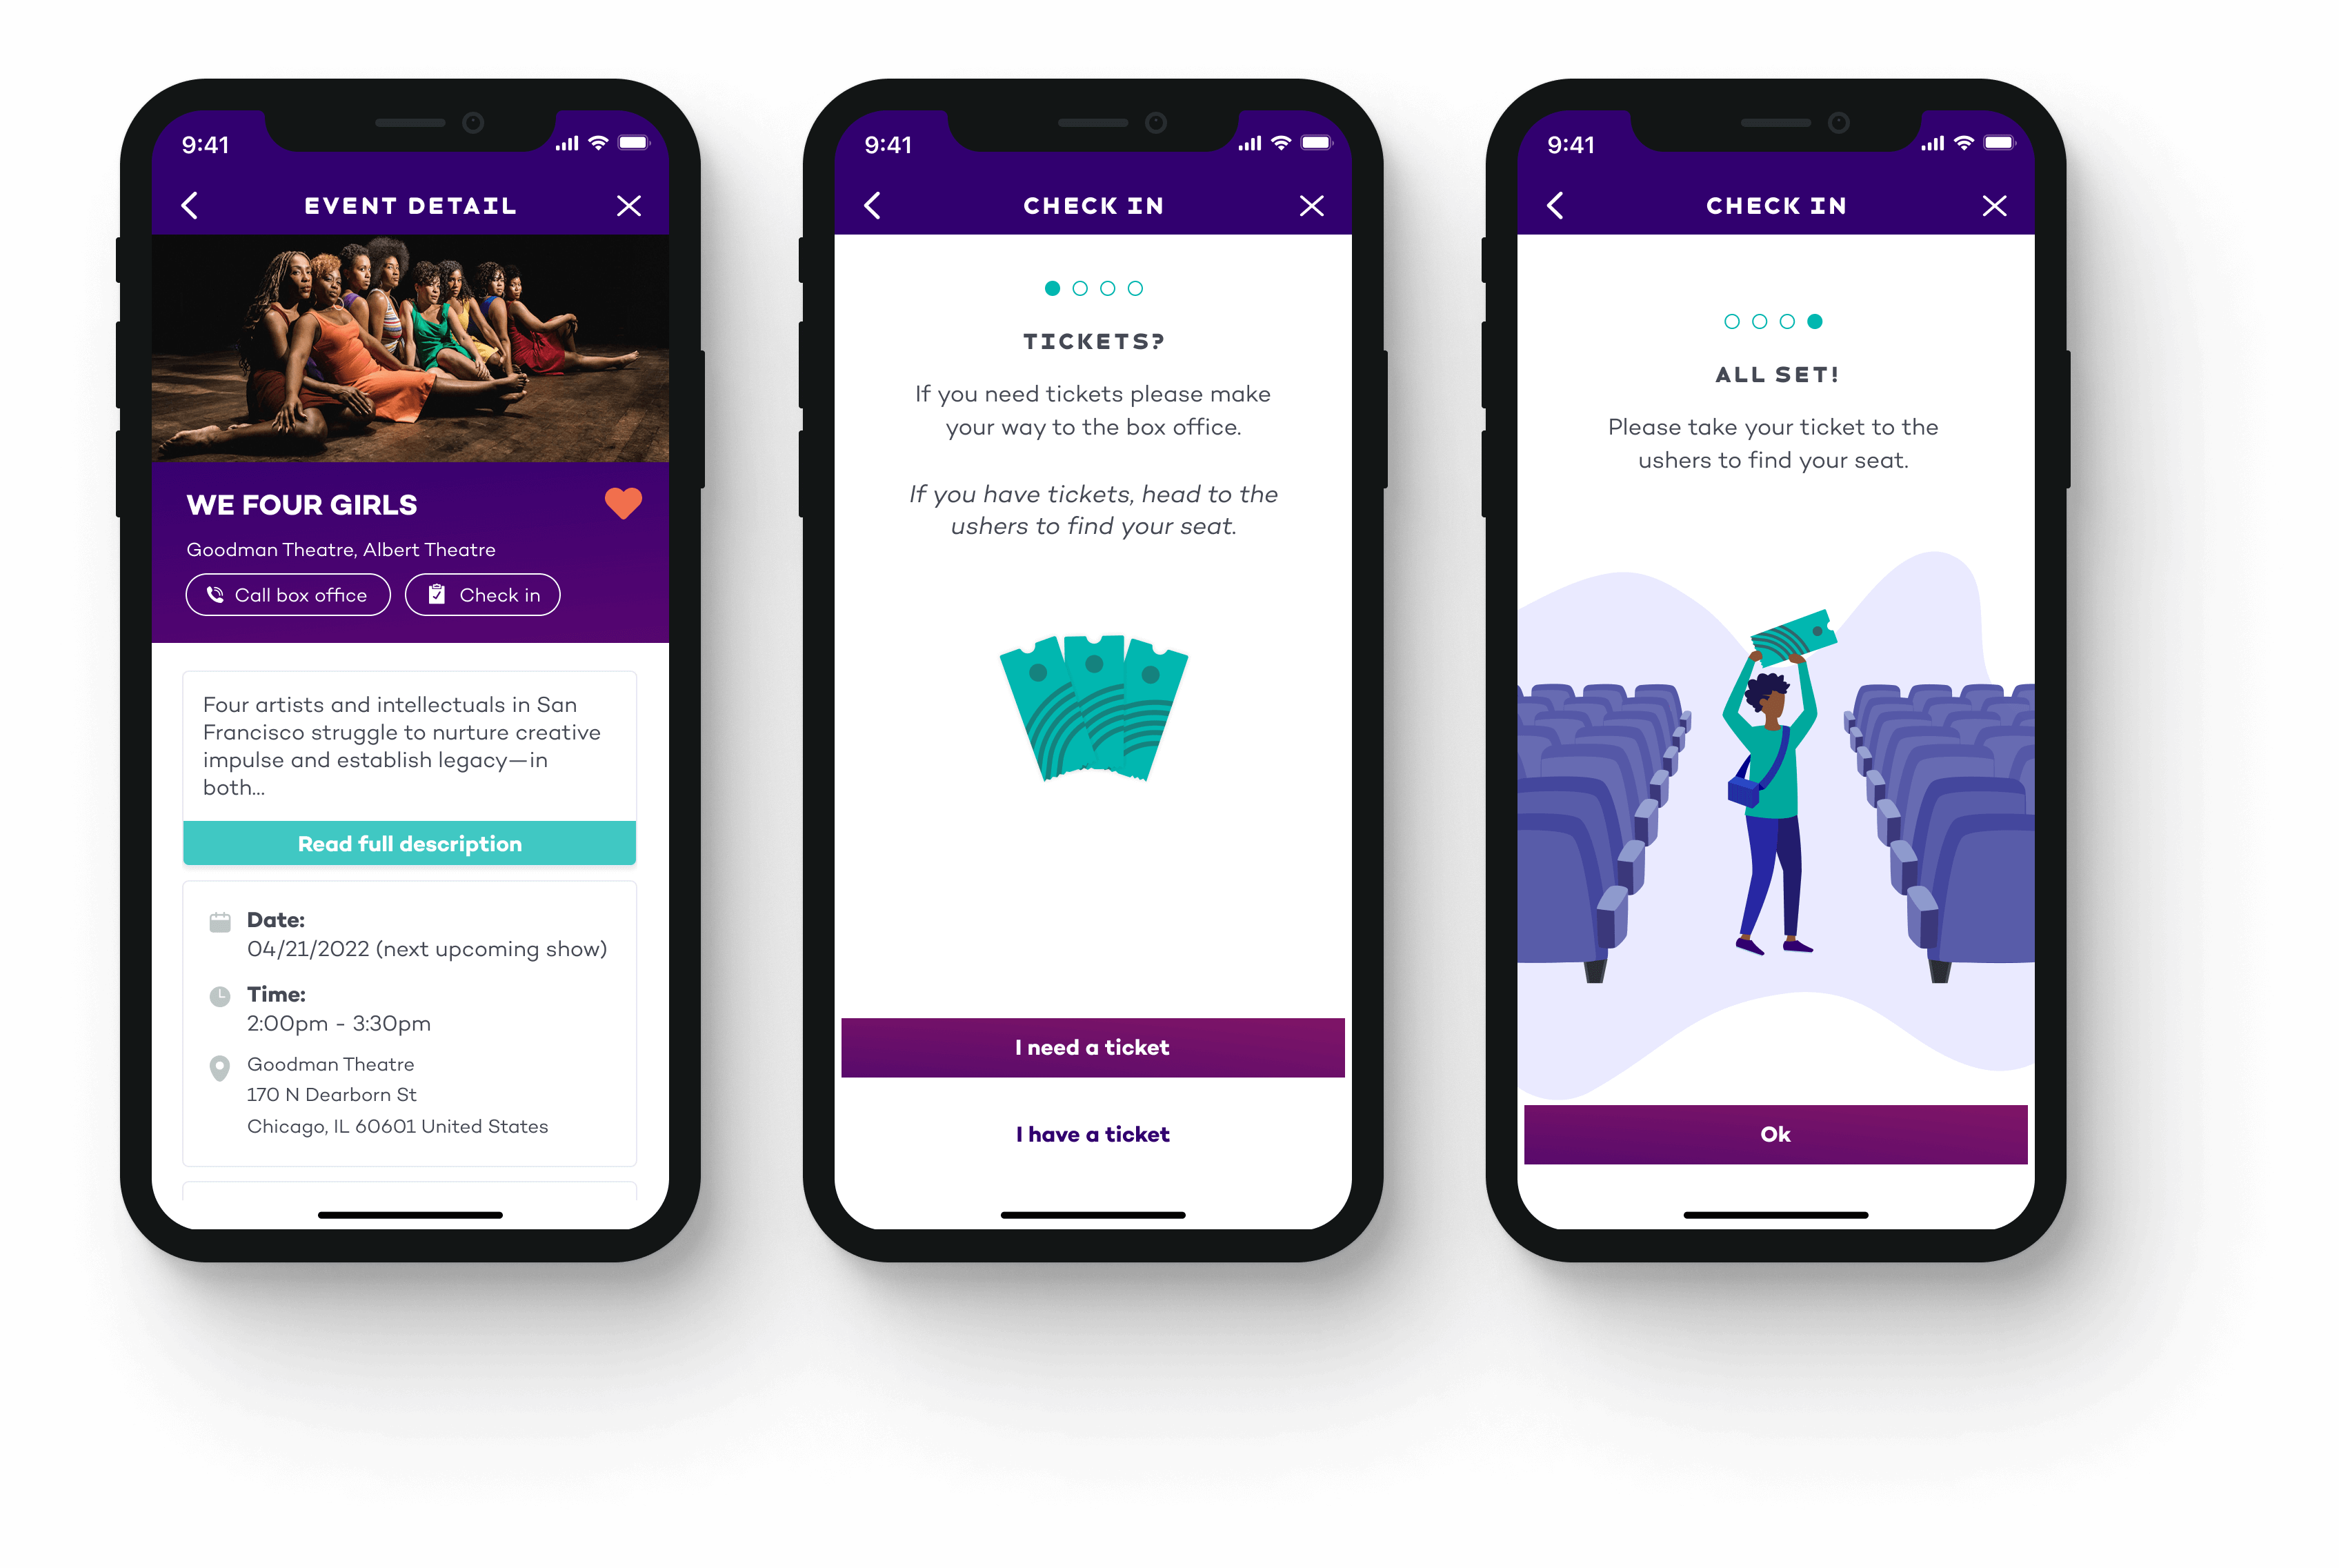 9:41
EVENT DETAIL
WE FOUR GIRLS
Goodman Theatre, Albert Theatre
Call box office
Check in
Four artists and intellectuals in San
Francisco struggle to nurture creative
impulse and establish legacy—in
both...
Read full description
Date:
04/21/2022 (next upcoming show)
Time:
2:00pm - 3:30pm
Goodman Theatre
170 N Dearborn St
Chicago, IL 60601 United States
9:41
CHECK IN
TICKETS?
If you need tickets please make
your way to the box office.
If you have tickets, head to the
ushers to find your seat.
I need a ticket
I have a ticket
9:41
CHECK IN
ALL SET!
Please take your ticket to the
ushers to find your seat.
Ok